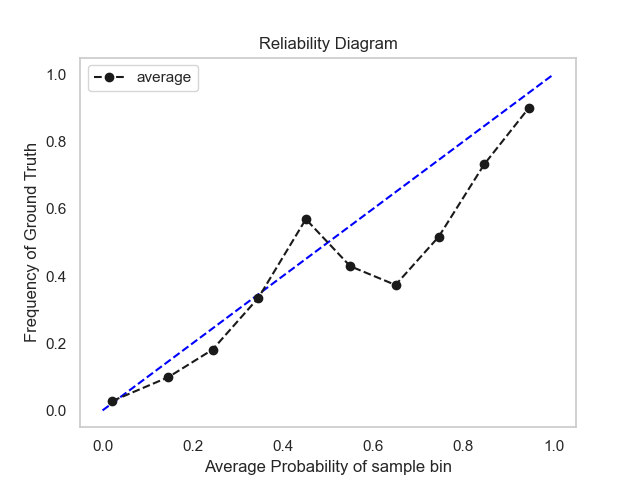 Reliability Diagram
average
Frequency of Ground Truth
1.0
0.8
0.6
0.4
0.2
0.0
0.0 0.2 0.4 0.6 0.8 1.0
Average Probability of sample bin